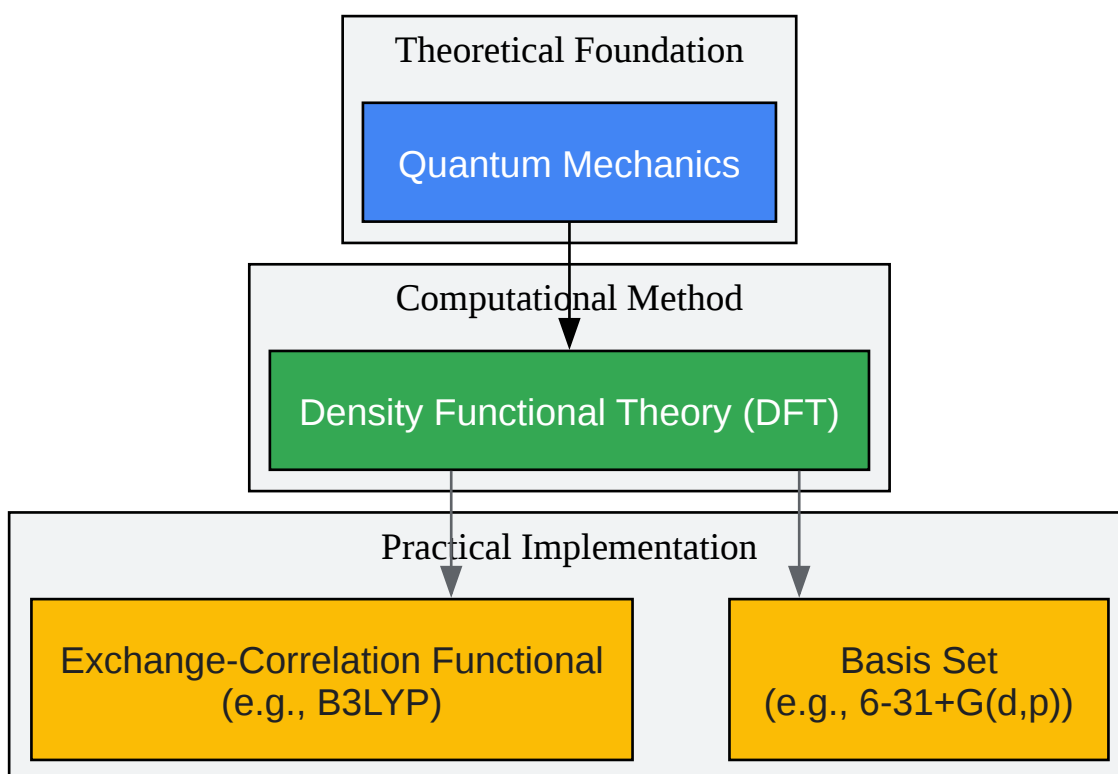 Theoretical Foundation
Quantum Mechanics
Computational Method
Density Functional Theory (DFT)
Practical Implementation
Exchange-Correlation Functional
(e.g., B3LYP)
Basis Set
(e.g., 6-31+G(d,p))